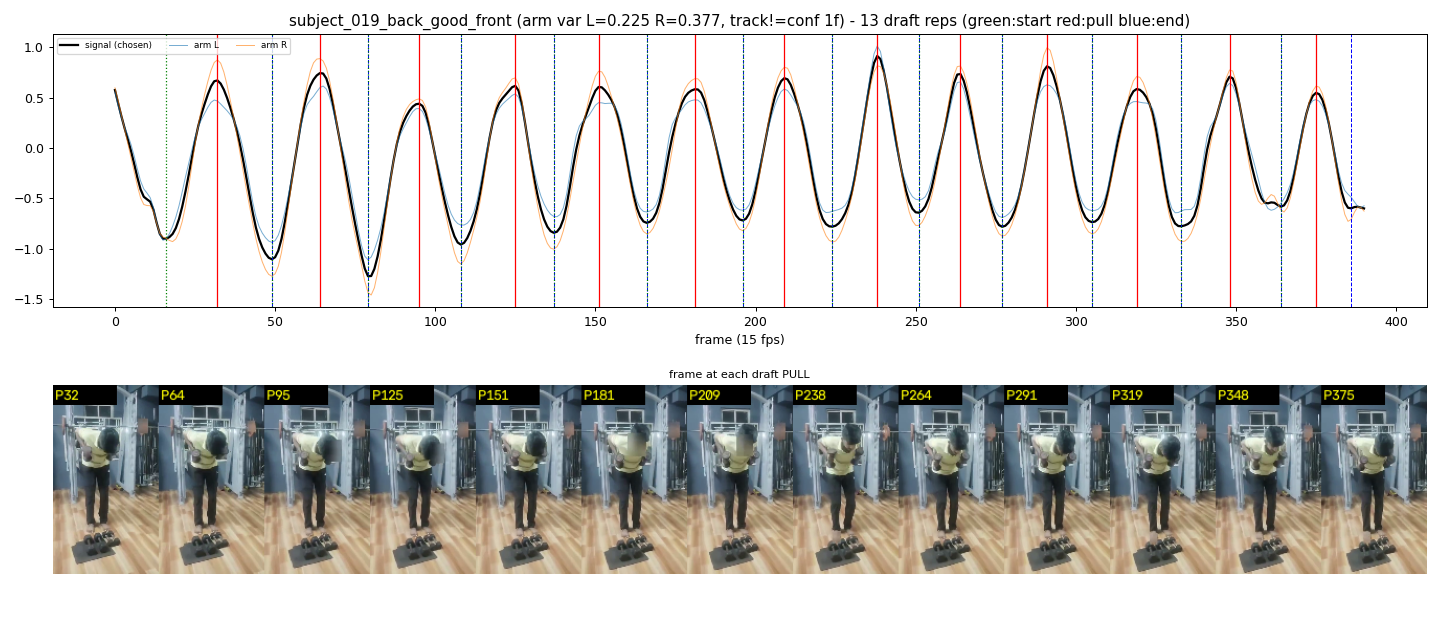 subject_019_back_good_front (arm var L=0.225 R=0.377, track!=conf 1f) - 13 draft reps (green:start red:pull blue:end)
signal (chosen) arm L arm R
1.0
0.5
0.0
−0.5
−1.0
−1.5
0 50 100 150 200 250 300 350 400
frame (15 fps)
frame at each draft PULL
P32 P64 P95 P125 P151 P181 P209 P238 P264 P291 P319 P348 P375